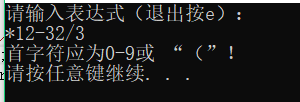 请输入表达式（退出按e）：
*12-32/3
首字符应为0-9或 “（”！
请按任意键继续. . .